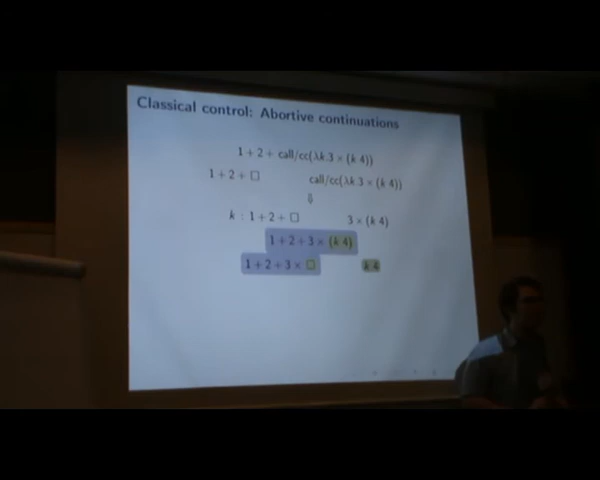 Classical control: Abortive continuations
1 + 2 + call/cc(λk.3 × (k 4))
1 + 2 + □ call/cc(λk.3 × (k 4))
⇓
k : 1 + 2 + □ 3 × (k 4)
1 + 2 + 3 × (k 4)
1 + 2 + 3 × □ k 4